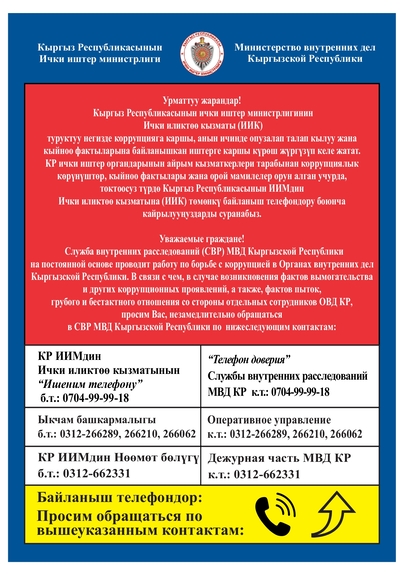 Кыргыз Республикасынын
Ички иштер министрлиги
Министерство внутренних дел
Кыргызской Республики
Урматтуу жарандар!
Кыргыз Республикасынын ички иштер министрлигинин
Ички иликтөө кызматы (ИИК)
туруктуу негизде коррупцияга каршы, анын ичинде опузалап талап кылуу жана
кыйноо фактыларына байланышкан иштерге каршы күрөш жүргүзүп келе жатат.
КР ички иштер органдарынын айрым кызматкерлери тарабынан коррупциялык
көрүнүштөр, кыйноо фактылары жана орой мамилелер орун алган учурда,
токтоосуз түрдө Кыргыз Республикасынын ИИМдин
Ички иликтөө кызматына (ИИК) төмөнкү байланыш телефондору боюнча
кайрылууңуздарды суранабыз.
Уважаемые граждане!
Служба внутренних расследований (СВР) МВД Кыргызской Республики
на постоянной основе проводит работу по борьбе с коррупцией в Органах внутренних дел
Кыргызской Республики. В связи с чем, в случае возникновения фактов вымогательства
и других коррупционных проявлений, а также, фактов пыток,
грубого и бестактного отношения со стороны отдельных сотрудников ОВД КР,
просим Вас, незамедлительно обращаться
в СВР МВД Кыргызской Республики по нижеследующим контактам:
КР ИИМдин
Ички иликтөө кызматынын
“Ишеним телефону”
б.т.: 0704-99-99-18
“Телефон доверия”
Службы внутренних расследований
МВД КР к.т.: 0704-99-99-18
Ыкчам башкармалыгы
б.т.: 0312-266289, 266210, 266062
Оперативное управление
к.т.: 0312-266289, 266210, 266062
КР ИИМдин Нөөмөт бөлүгү
б.т.: 0312-662331
Дежурная часть МВД КР
к.т.: 0312-662331
Байланыш телефондор:
Просим обращаться по
вышеуказанным контактам: